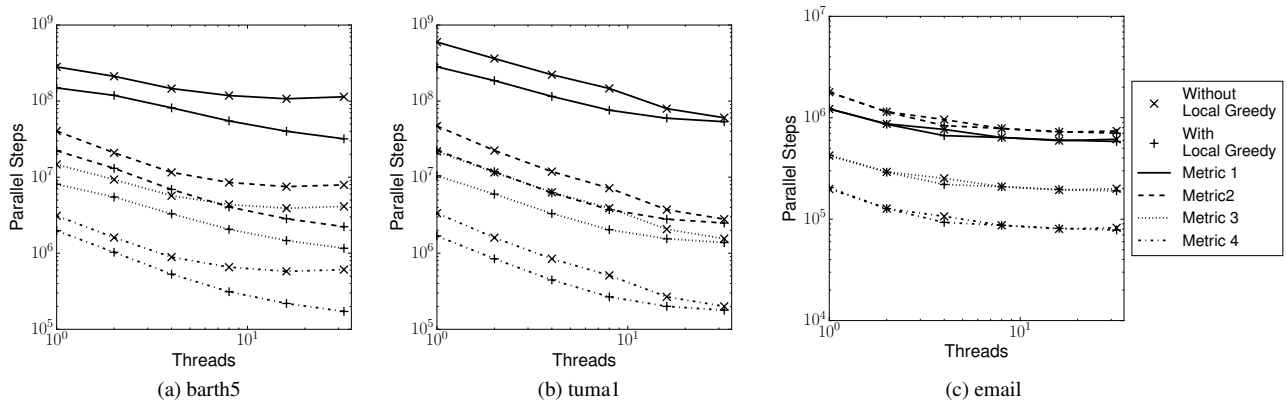 10^9
10^8
10^7
10^6
10^5
Parallel Steps
10^0
10^1
Threads
(a) barth5
10^9
10^8
10^7
10^6
10^5
Parallel Steps
10^0
10^1
Threads
(b) tuma1
10^7
10^6
10^5
10^4
Parallel Steps
10^0
10^1
Threads
(c) email
Without
Local Greedy
With
Local Greedy
Metric 1
Metric2
Metric 3
Metric 4